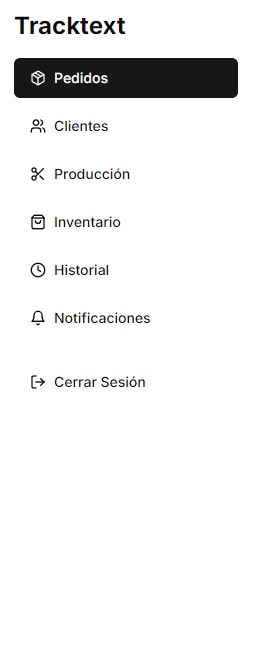 Tracktext
Pedidos
Clientes
Producción
Inventario
Historial
Notificaciones
Cerrar Sesión